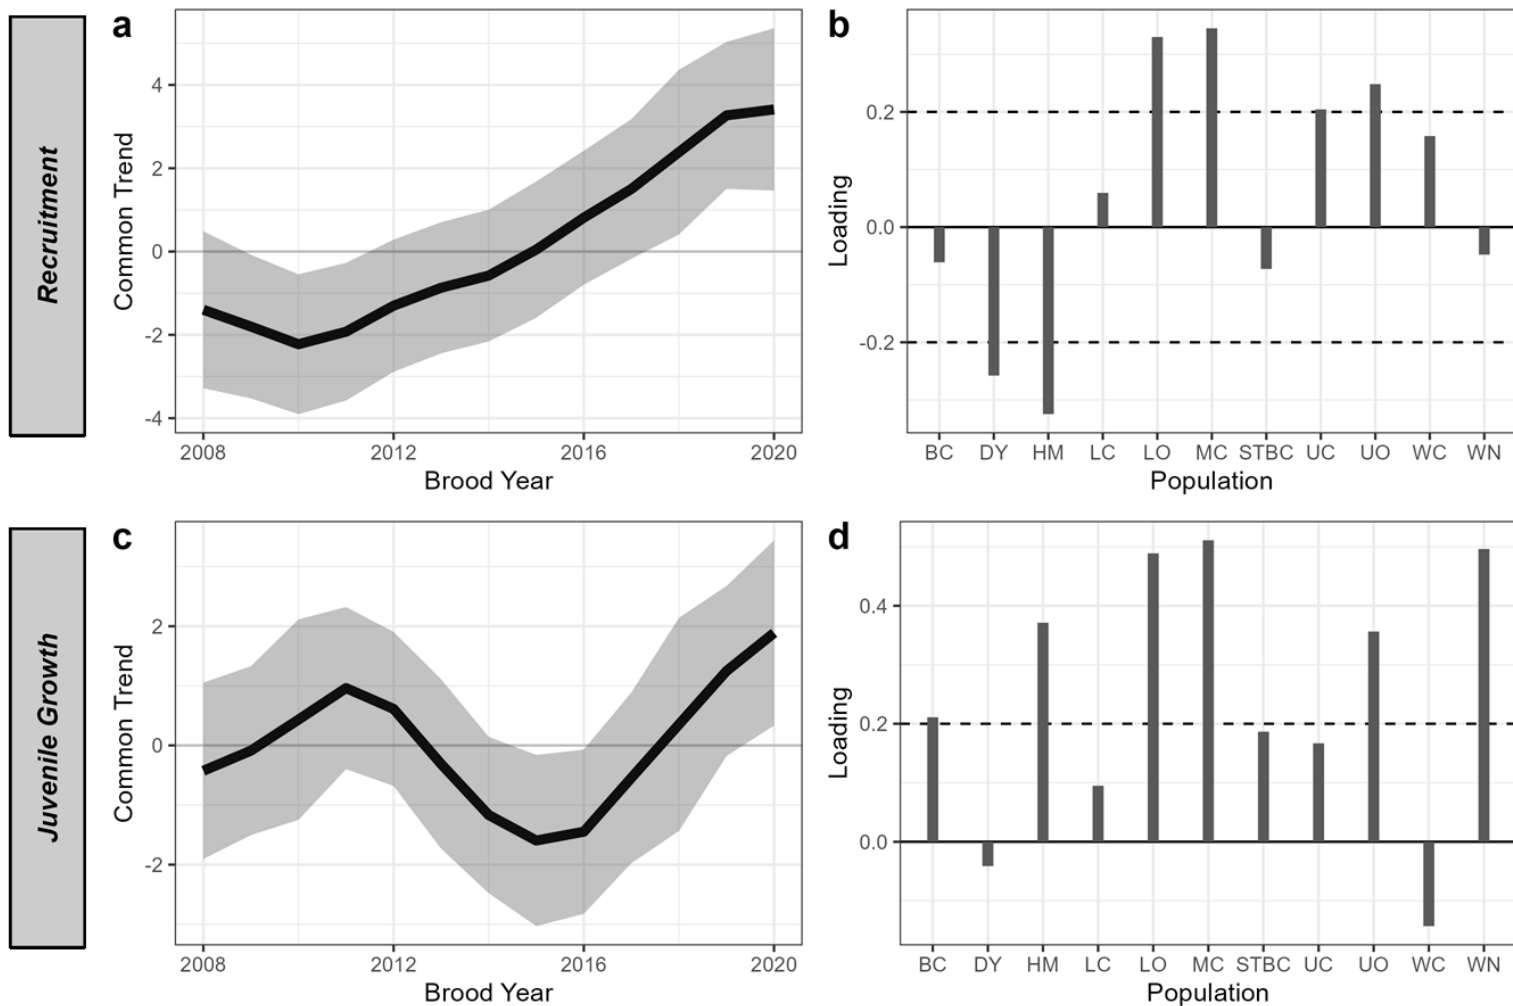 Recruitment
a
Common Trend
4
2
0
-2
-4
2008 2012 2016 2020
Brood Year
b
Loading
0.2
0.0
-0.2
BC DY HM LC LO MC STBC UC UO WC WN
Population
Juvenile Growth
c
Common Trend
2
0
-2
2008 2012 2016 2020
Brood Year
d
Loading
0.4
0.2
0.0
BC DY HM LC LO MC STBC UC UO WC WN
Population